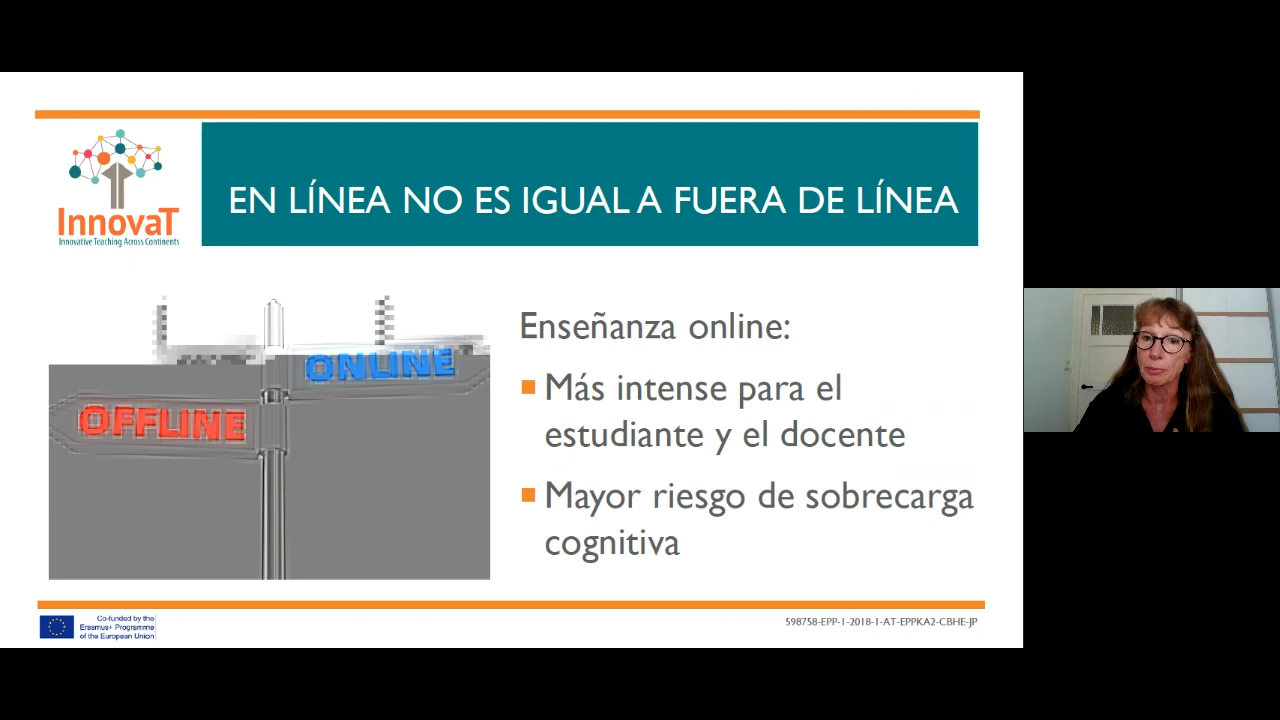 EN LÍNEA NO ES IGUAL A FUERA DE LÍNEA
InnovaT
Innovative Teaching Across Continents
ONLINE
OFFLINE
Enseñanza online:
Más intense para el
estudiante y el docente
Mayor riesgo de sobrecarga
cognitiva
Co-funded by the
Erasmus+ Programme
of the European Union
598758-EPP-1-2018-1-AT-EPPKA2-CBHE-JP